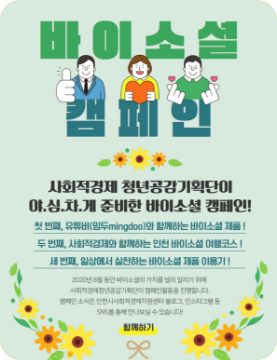 바이소셜
캠페인
사회적경제 청년공감기획단이
야.심.차.게 준비한 바이소셜 캠페인!
첫 번째, 유튜버(밍두mingdoo)와 함께하는 바이소셜 제품!
두 번째, 사회적경제와 함께하는 인천 바이소셜 여행코스!
세 번째, 일상에서 실천하는 바이소셜 제품 이용기!
2020년 8월 동안 바이소셜의 가치를 널리 알리기 위해
사회적경제청년공감기획단이 캠페인활동을 진행합니다.
캠페인 소식은 인천시사회적경제지원센터 블로그, 인스타그램 등
SNS를 통해 만나보실 수 있습니다!
함께하기